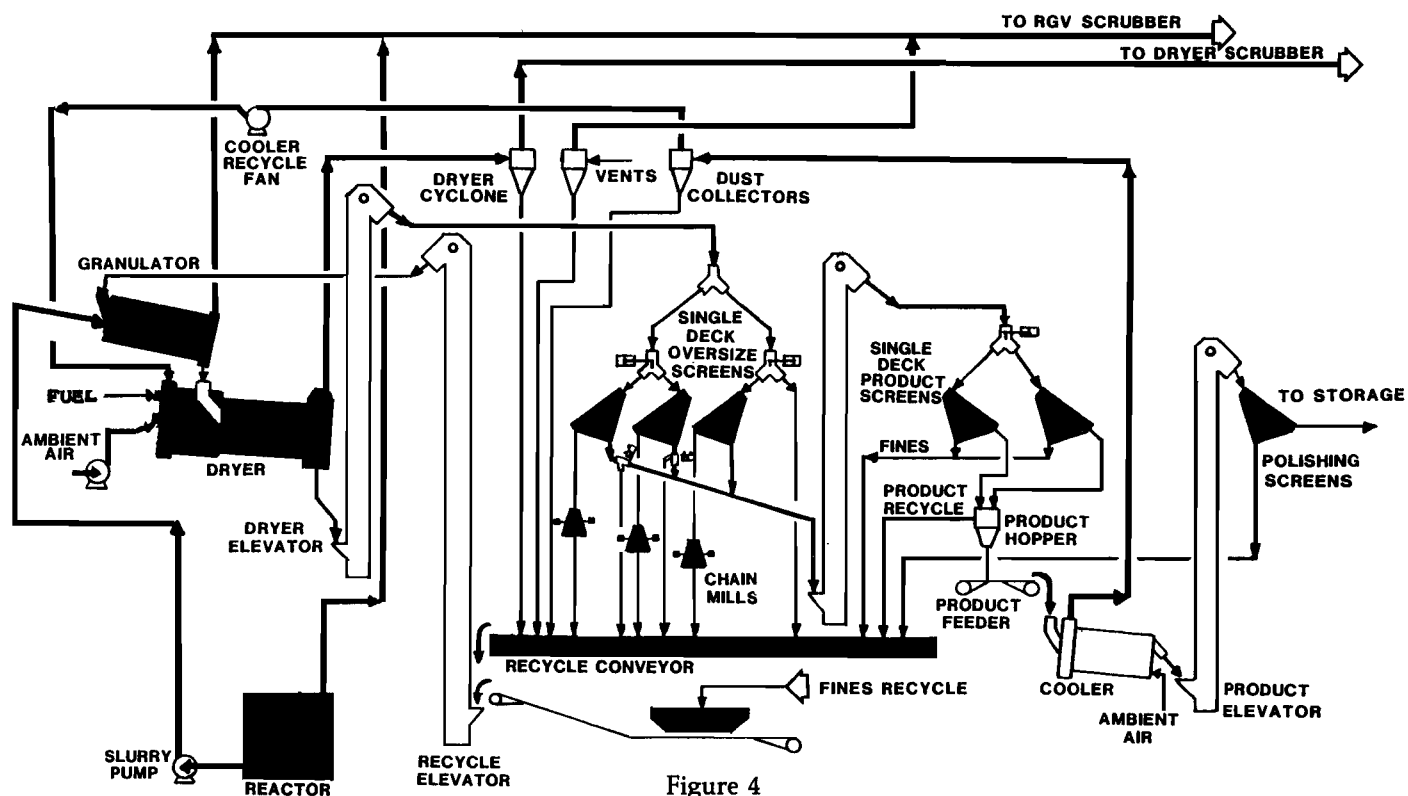 TO RGV SCRUBBER
TO DRYER SCRUBBER
COOLER
RECYCLE
FAN
DRYER
CYCLONE
VENTS
DUST
COLLECTORS
GRANULATOR
SINGLE
DECK
OVERSIZE
SCREENS
SINGLE
DECK
PRODUCT
SCREENS
TO STORAGE
FUEL
AMBIENT
AIR
DRYER
FINES
POLISHING
SCREENS
PRODUCT
RECYCLE
PRODUCT
HOPPER
DRYER
ELEVATOR
CHAIN
MILLS
PRODUCT
FEEDER
RECYCLE CONVEYOR
COOLER
FINES RECYCLE
PRODUCT
ELEVATOR
AMBIENT
AIR
SLURRY
PUMP
REACTOR
RECYCLE
ELEVATOR
Figure 4